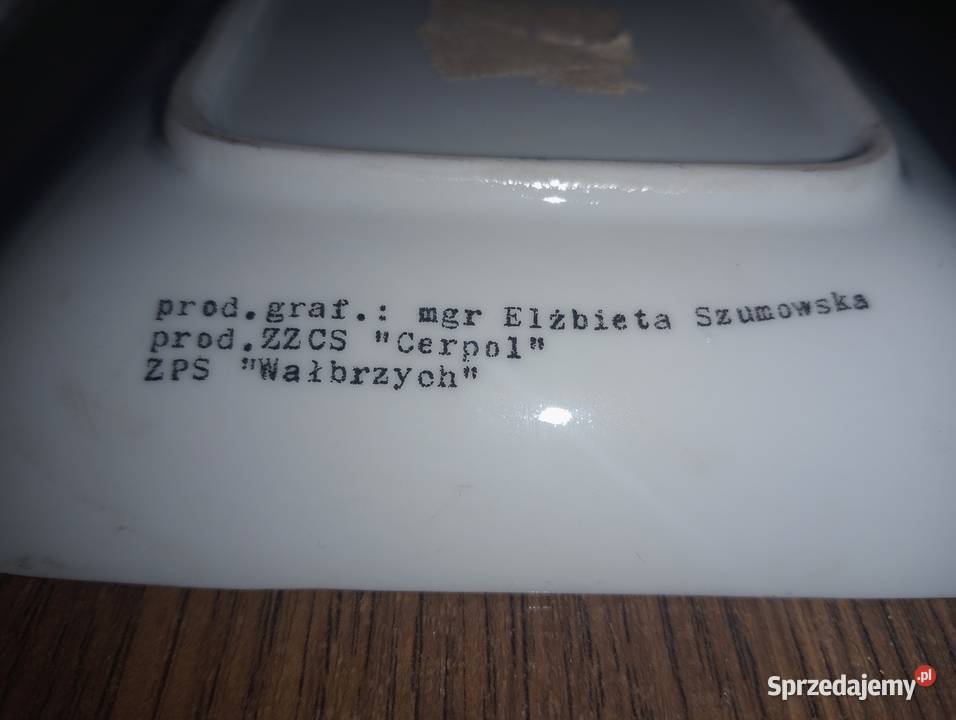 prod.graf.: mgr Elżbieta Szumowska
prod.ZZCS "Cerpol"
ZPS "Wałbrzych"
Sprzedajemy.pl